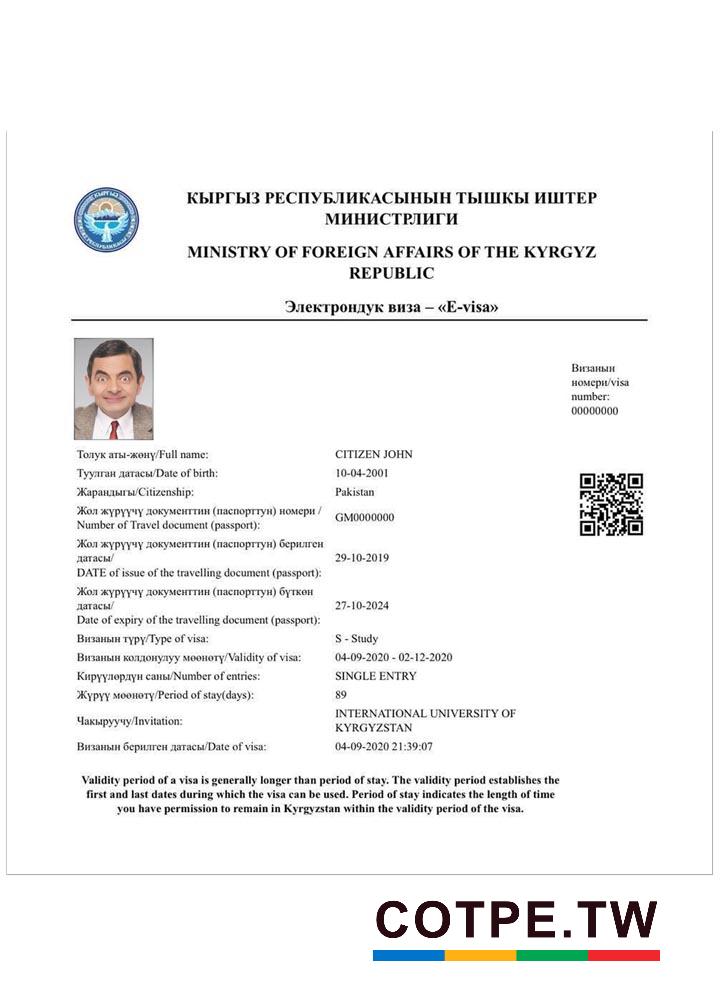 КЫРГЫЗ РЕСПУБЛИКАСЫНЫН ТЫШКЫ ИШТЕР
МИНИСТРЛИГИ
MINISTRY OF FOREIGN AFFAIRS OF THE KYRGYZ
REPUBLIC
Электрондук виза – «E-visa»
Визанын
номери/visa
number:
00000000
Толук аты-жөнү/Full name: CITIZEN JOHN
Туулган датасы/Date of birth: 10-04-2001
Жарандыгы/Citizenship: Pakistan
Жол жүрүүчү документтин (паспорттун) номери /
Number of Travel document (passport): GM0000000
Жол жүрүүчү документтин (паспорттун) берилген
датасы/ 29-10-2019
DATE of issue of the travelling document (passport):
Жол жүрүүчү документтин (паспорттун) бүткөн
датасы/ 27-10-2024
Date of expiry of the travelling document (passport):
Визанын түрү/Type of visa: S - Study
Визанын колдонулуу мөөнөтү/Validity of visa: 04-09-2020 - 02-12-2020
Кирүүлөрдүн саны/Number of entries: SINGLE ENTRY
Жүрүү мөөнөтү/Period of stay(days): 89
Чакыруучу/Invitation: INTERNATIONAL UNIVERSITY OF
KYRGYZSTAN
Визанын берилген датасы/Date of visa: 04-09-2020 21:39:07
Validity period of a visa is generally longer than period of stay. The validity period establishes the
first and last dates during which the visa can be used. Period of stay indicates the length of time
you have permission to remain in Kyrgyzstan within the validity period of the visa.
COTPE.TW